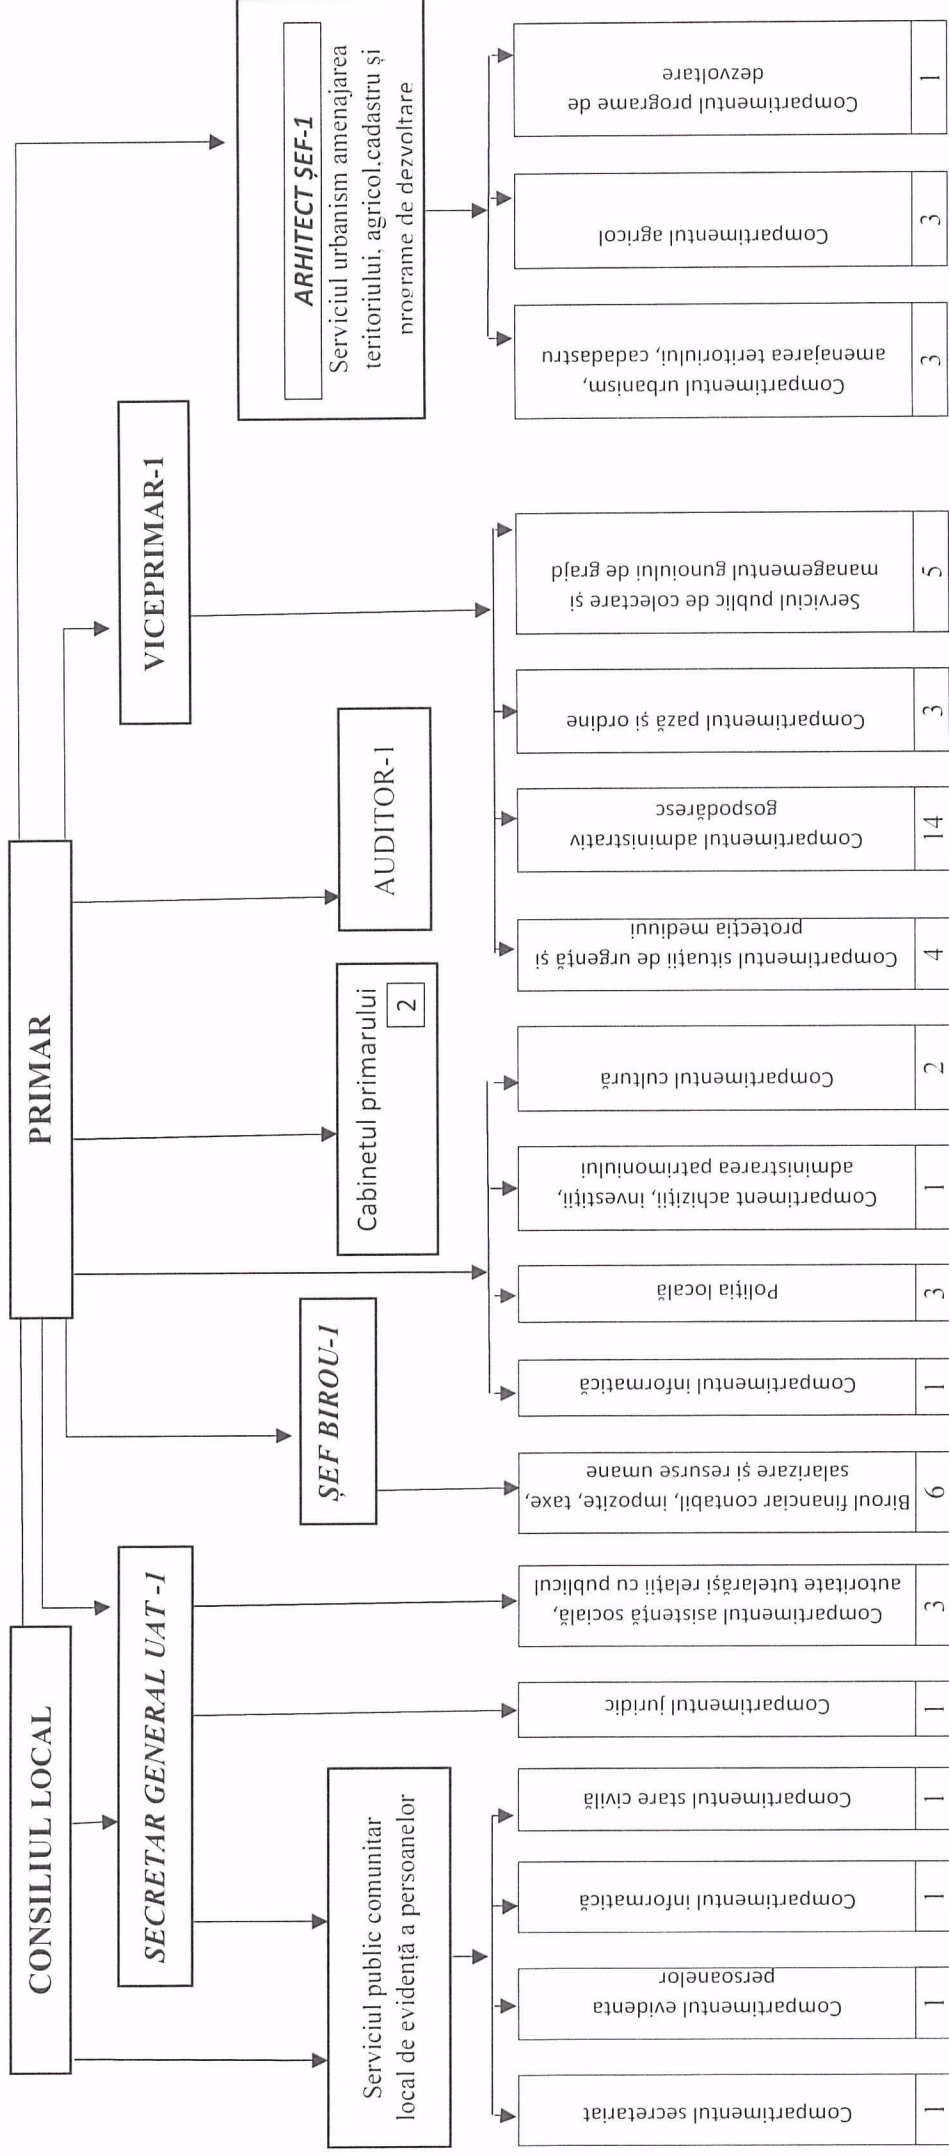 CONSILIUL LOCAL
PRIMAR
SECRETAR GENERAL UAT -1
VICEPRIMAR-1
ȘEF BIROU-1
Cabinetul primarului
2
AUDITOR-1
ARHITECT ȘEF-1
Serviciul urbanism amenajarea
teritoriului, agricol,cadastru și
programe de dezvoltare
Serviciul public comunitar
local de evidență a persoanelor
Compartimentul secretariat
1
Compartimentul evidenta
persoanelor
1
Compartimentul informatică
1
Compartimentul stare civilă
1
Compartimentul juridic
1
Compartimentul asistența socială,
autoritate tutelarăși relații cu publicul
3
Biroul financiar contabil, impozite, taxe,
salarizare și resurse umane
6
Compartimentul informatică
1
Poliția locală
3
Compartiment achiziții, investiții,
administrarea patrimoniului
1
Compartimentul cultură
2
Compartimentul situații de urgență și
protecția mediuui
4
Compartimentul administrativ
gospodăresc
14
Compartimentul pază și ordine
3
Serviciul public de colectare și
managementul gunoiului de grajd
5
Compartimentul urbanism,
amenajarea teritoriului, cadadstru
3
Compartimentul agricol
3
Compartimentul programe de
dezvoltare
1